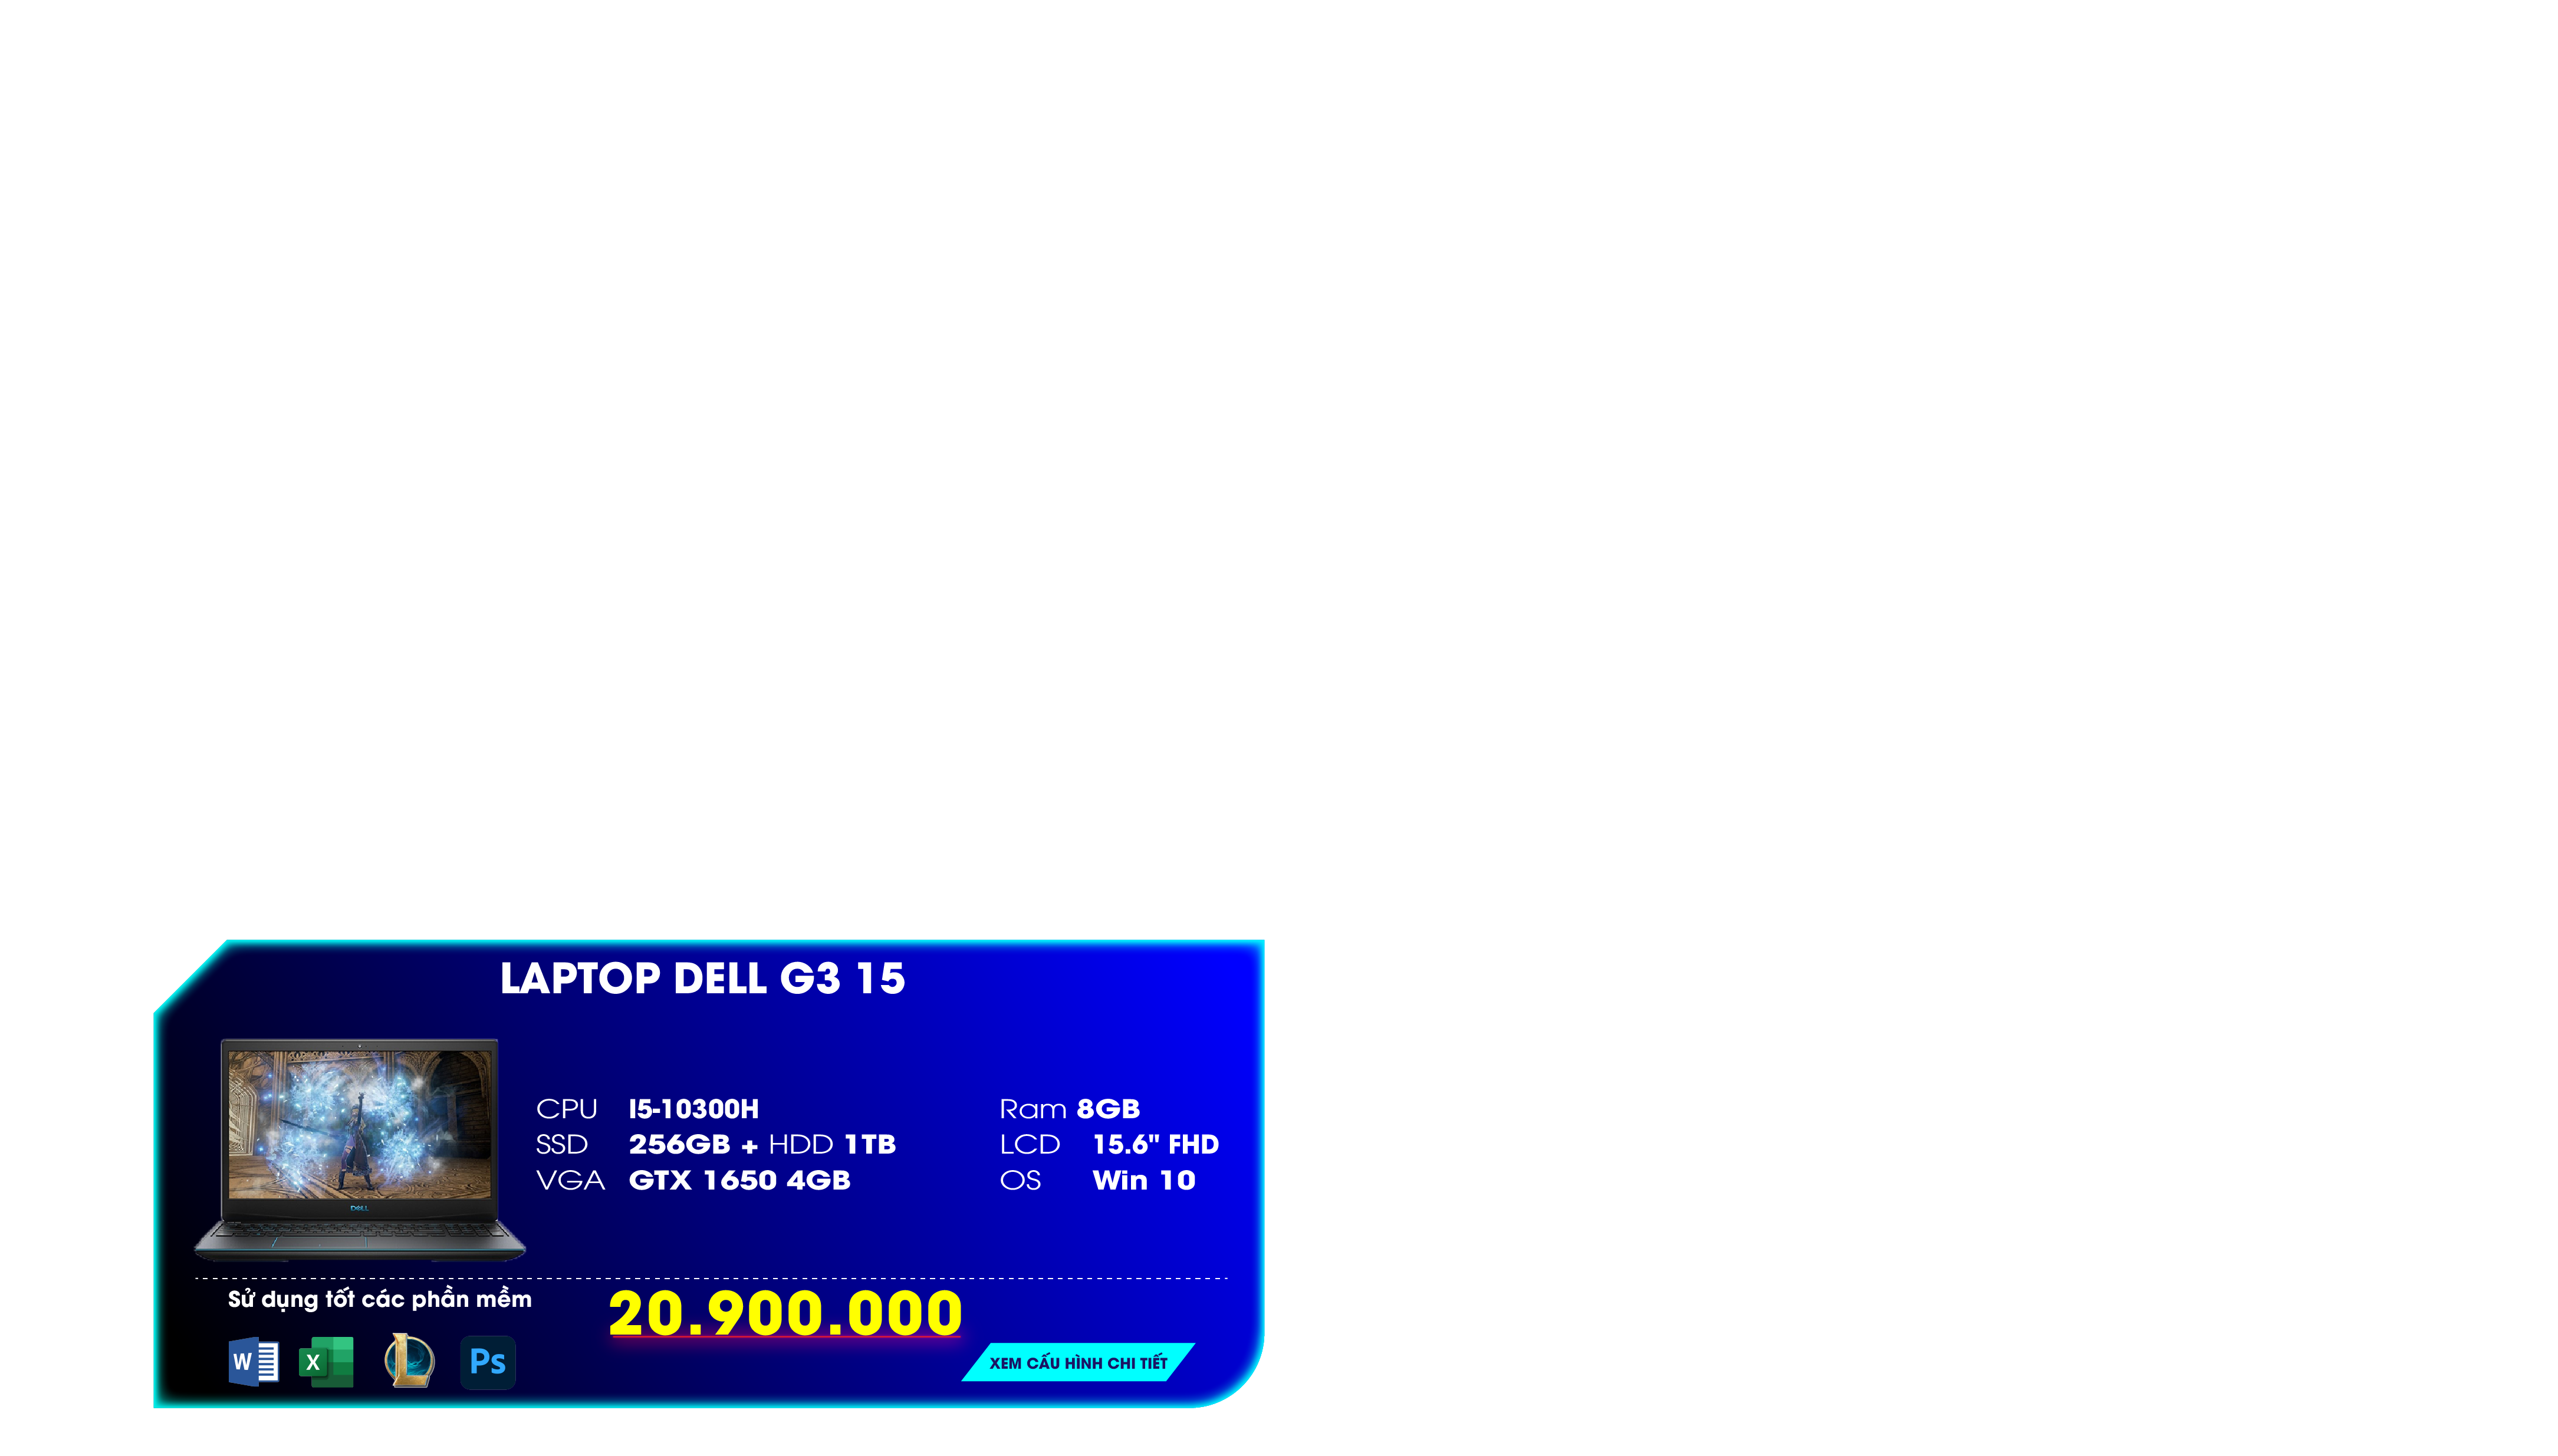 LAPTOP DELL G3 15
CPU I5-10300H
SSD 256GB + HDD 1TB
VGA GTX 1650 4GB
Ram 8GB
LCD 15.6" FHD
OS Win 10
DELL
Sử dụng tốt các phần mềm
20.900.000
W X L Ps
XEM CẤU HÌNH CHI TIẾT